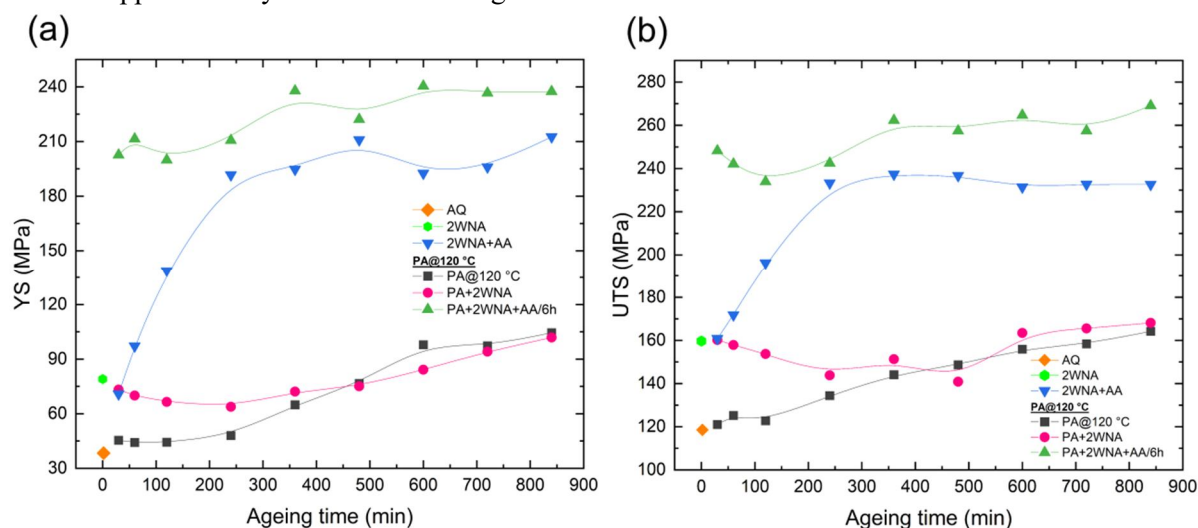 (a)
240
210
180
150
120
90
60
30
YS (MPa)
0 100 200 300 400 500 600 700 800 900
Ageing time (min)
AQ
2WNA
2WNA+AA
PA@120 °C
PA@120 °C
PA+2WNA
PA+2WNA+AA/6h
(b)
280
260
240
220
200
180
160
140
120
100
UTS (MPa)
0 100 200 300 400 500 600 700 800 900
Ageing time (min)
AQ
2WNA
2WNA+AA
PA@120 °C
PA@120 °C
PA+2WNA
PA+2WNA+AA/6h